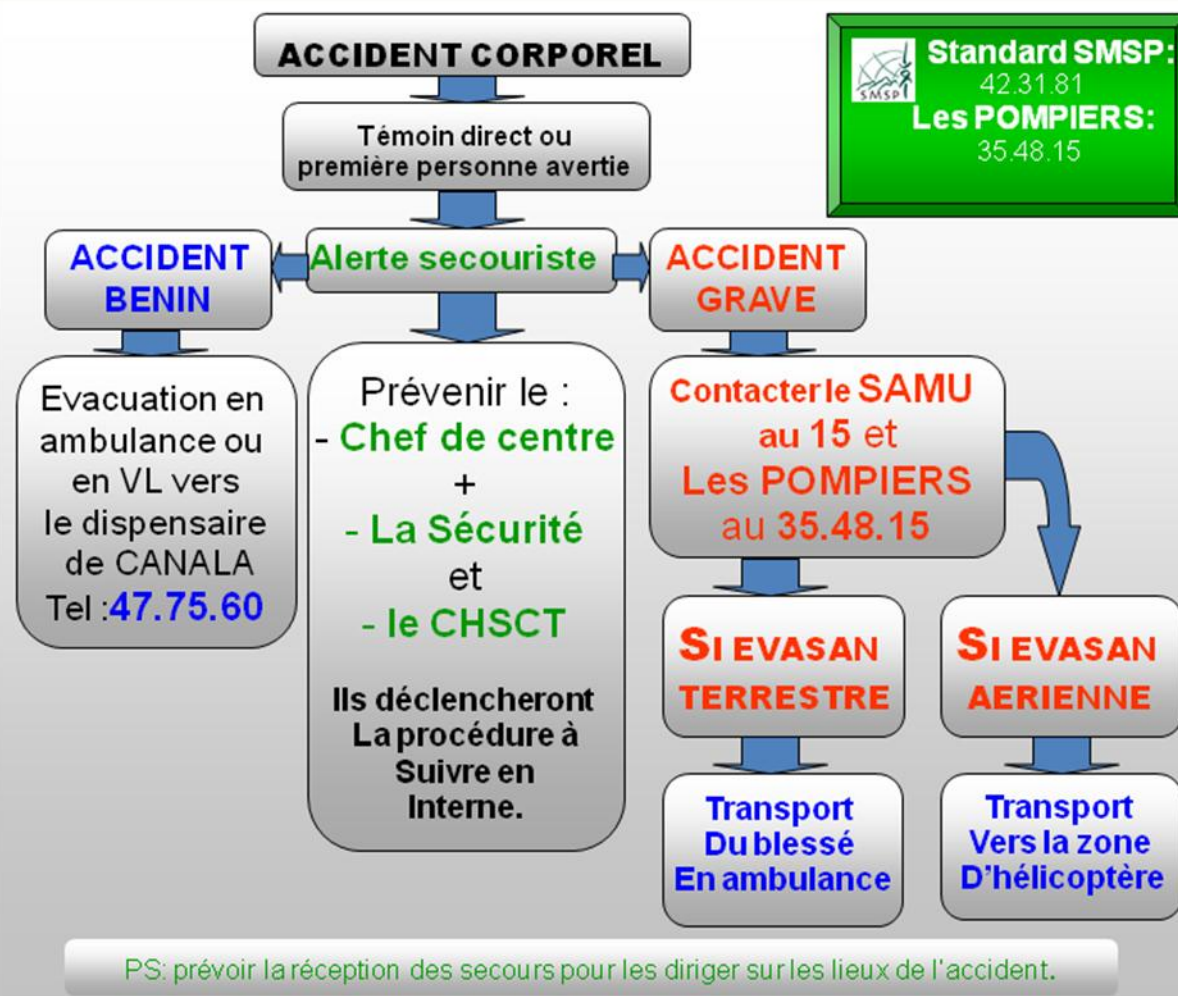 ACCIDENT CORPOREL
Standard SMSP:
42.31.81
Les POMPIERS:
35.48.15
SMSP
Témoin direct ou
première personne avertie
Alerte secouriste
ACCIDENT
BENIN
ACCIDENT
GRAVE
Evacuation en
ambulance ou
en VL vers
le dispensaire
de CANALA
Tel :47.75.60
Prévenir le :
- Chef de centre
+
- La Sécurité
et
- le CHSCT
Ils déclencheront
La procédure à
Suivre en
Interne.
Contacter le SAMU
au 15 et
Les POMPIERS
au 35.48.15
SI EVASAN
TERRESTRE
SI EVASAN
AERIENNE
Transport
Du blessé
En ambulance
Transport
Vers la zone
D'hélicoptère
PS: prévoir la réception des secours pour les diriger sur les lieux de l'accident.